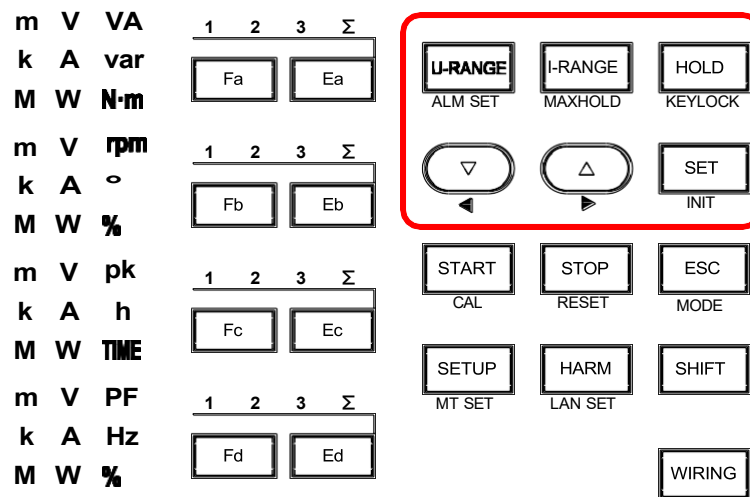 m V VA
k A var
M W N·m
1 2 3 Σ
Fa Ea
m V rpm
k A °
M W %
1 2 3 Σ
Fb Eb
m V pk
k A h
M W TIME
1 2 3 Σ
Fc Ec
m V PF
k A Hz
M W %
1 2 3 Σ
Fd Ed
U-RANGE I-RANGE HOLD
ALM SET MAXHOLD KEYLOCK
SET
INIT
START STOP ESC
CAL RESET MODE
SETUP HARM SHIFT
MT SET LAN SET
WIRING